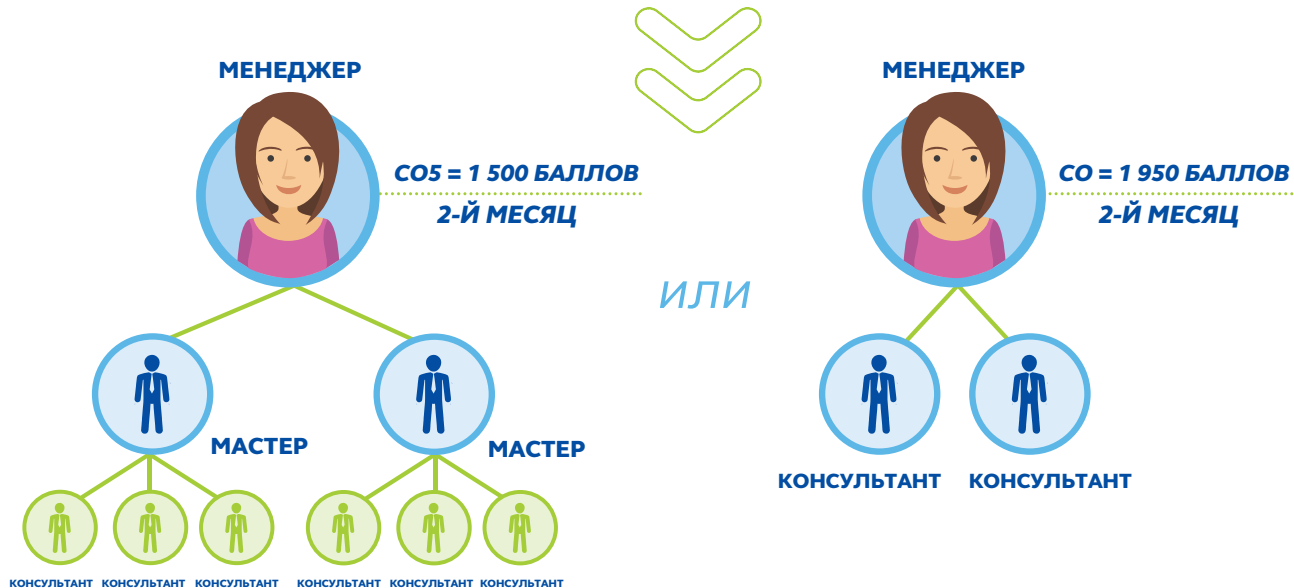 МЕНЕДЖЕР
СО5 = 1 500 БАЛЛОВ
2-Й МЕСЯЦ
МАСТЕР
МАСТЕР
КОНСУЛЬТАНТ КОНСУЛЬТАНТ КОНСУЛЬТАНТ КОНСУЛЬТАНТ КОНСУЛЬТАНТ КОНСУЛЬТАНТ
ИЛИ
МЕНЕДЖЕР
СО = 1 950 БАЛЛОВ
2-Й МЕСЯЦ
КОНСУЛЬТАНТ КОНСУЛЬТАНТ